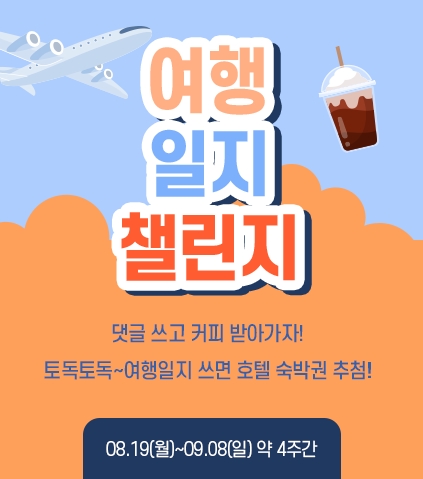 여행
일지
챌린지
댓글 쓰고 커피 받아가자!
토독토독~여행일지 쓰면 호텔 숙박권 추첨!
08.19(월)~09.08(일) 약 4주간